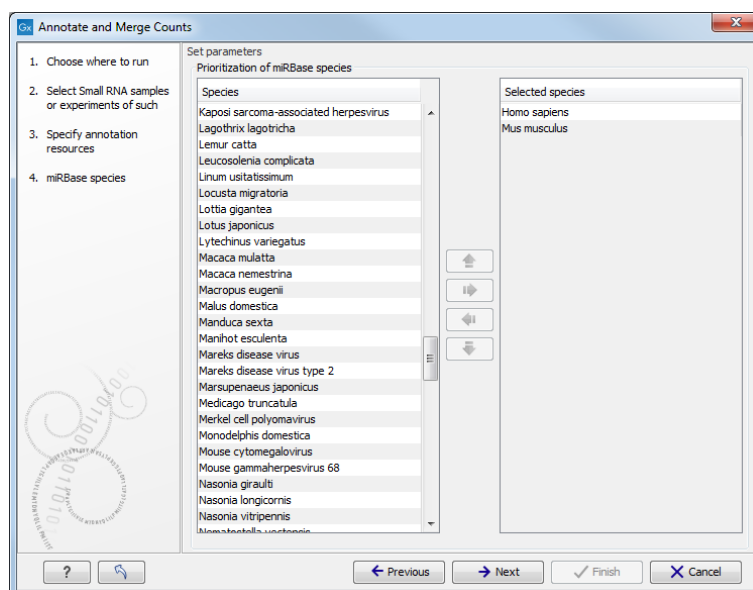 Gx Annotate and Merge Counts
1. Choose where to run
2. Select Small RNA samples
or experiments of such
3. Specify annotation
resources
4. miRBase species
Set parameters
Prioritization of miRBase species
Species
Kaposi sarcoma-associated herpesvirus
Lagothrix lagotricha
Lemur catta
Leucosolenia complicata
Linum usitatissimum
Locusta migratoria
Lottia gigantea
Lotus japonicus
Lytechinus variegatus
Macaca mulatta
Macaca nemestrina
Macropus eugenii
Malus domestica
Manduca sexta
Manihot esculenta
Mareks disease virus
Mareks disease virus type 2
Marsupenaeus japonicus
Medicago truncatula
Merkel cell polyomavirus
Monodelphis domestica
Mouse cytomegalovirus
Mouse gammaherpesvirus 68
Nasonia giraulti
Nasonia longicornis
Nasonia vitripennis
Nematostella vectensis
Selected species
Homo sapiens
Mus musculus
?
Previous
Next
Finish
Cancel